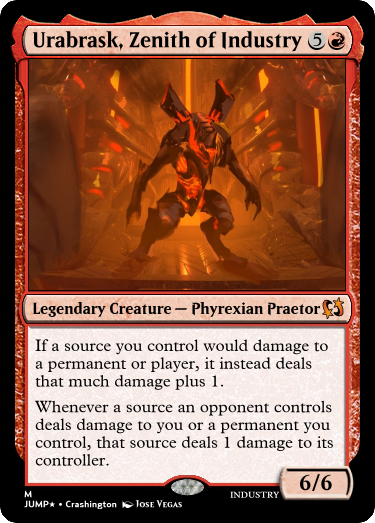 Urabrask, Zenith of Industry 5
Legendary Creature — Phyrexian Praetor
If a source you control would damage to
a permanent or player, it instead deals
that much damage plus 1.
Whenever a source an opponent controls
deals damage to you or a permanent you
control, that source deals 1 damage to its
controller.
6/6
M
INDUSTRY
JUMP★ • Crashington Jose Vegas